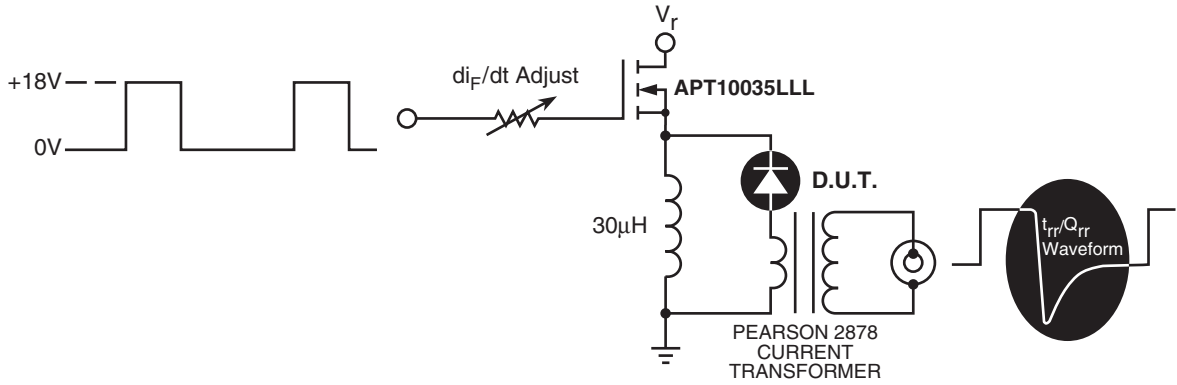 V_r
+18V
di_F/dt Adjust
APT10035LLL
0V
D.U.T.
30μH
t_rr/Q_rr
Waveform
PEARSON 2878
CURRENT
TRANSFORMER